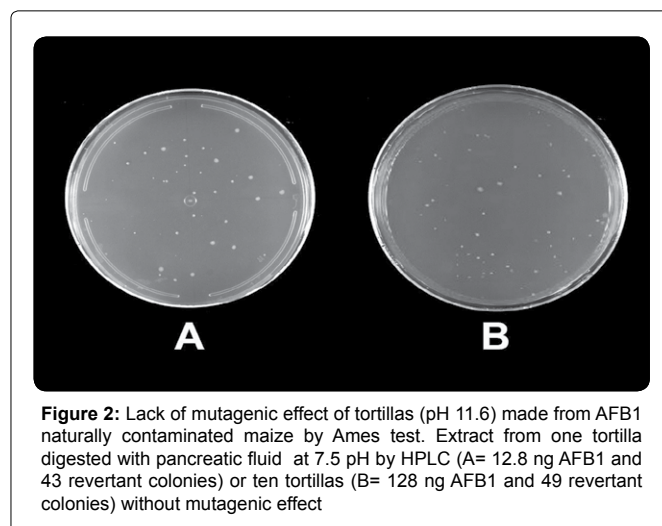 A B
Figure 2: Lack of mutagenic effect of tortillas (pH 11.6) made from AFB1
naturally contaminated maize by Ames test. Extract from one tortilla
digested with pancreatic fluid at 7.5 pH by HPLC (A= 12.8 ng AFB1 and
43 revertant colonies) or ten tortillas (B= 128 ng AFB1 and 49 revertant
colonies) without mutagenic effect